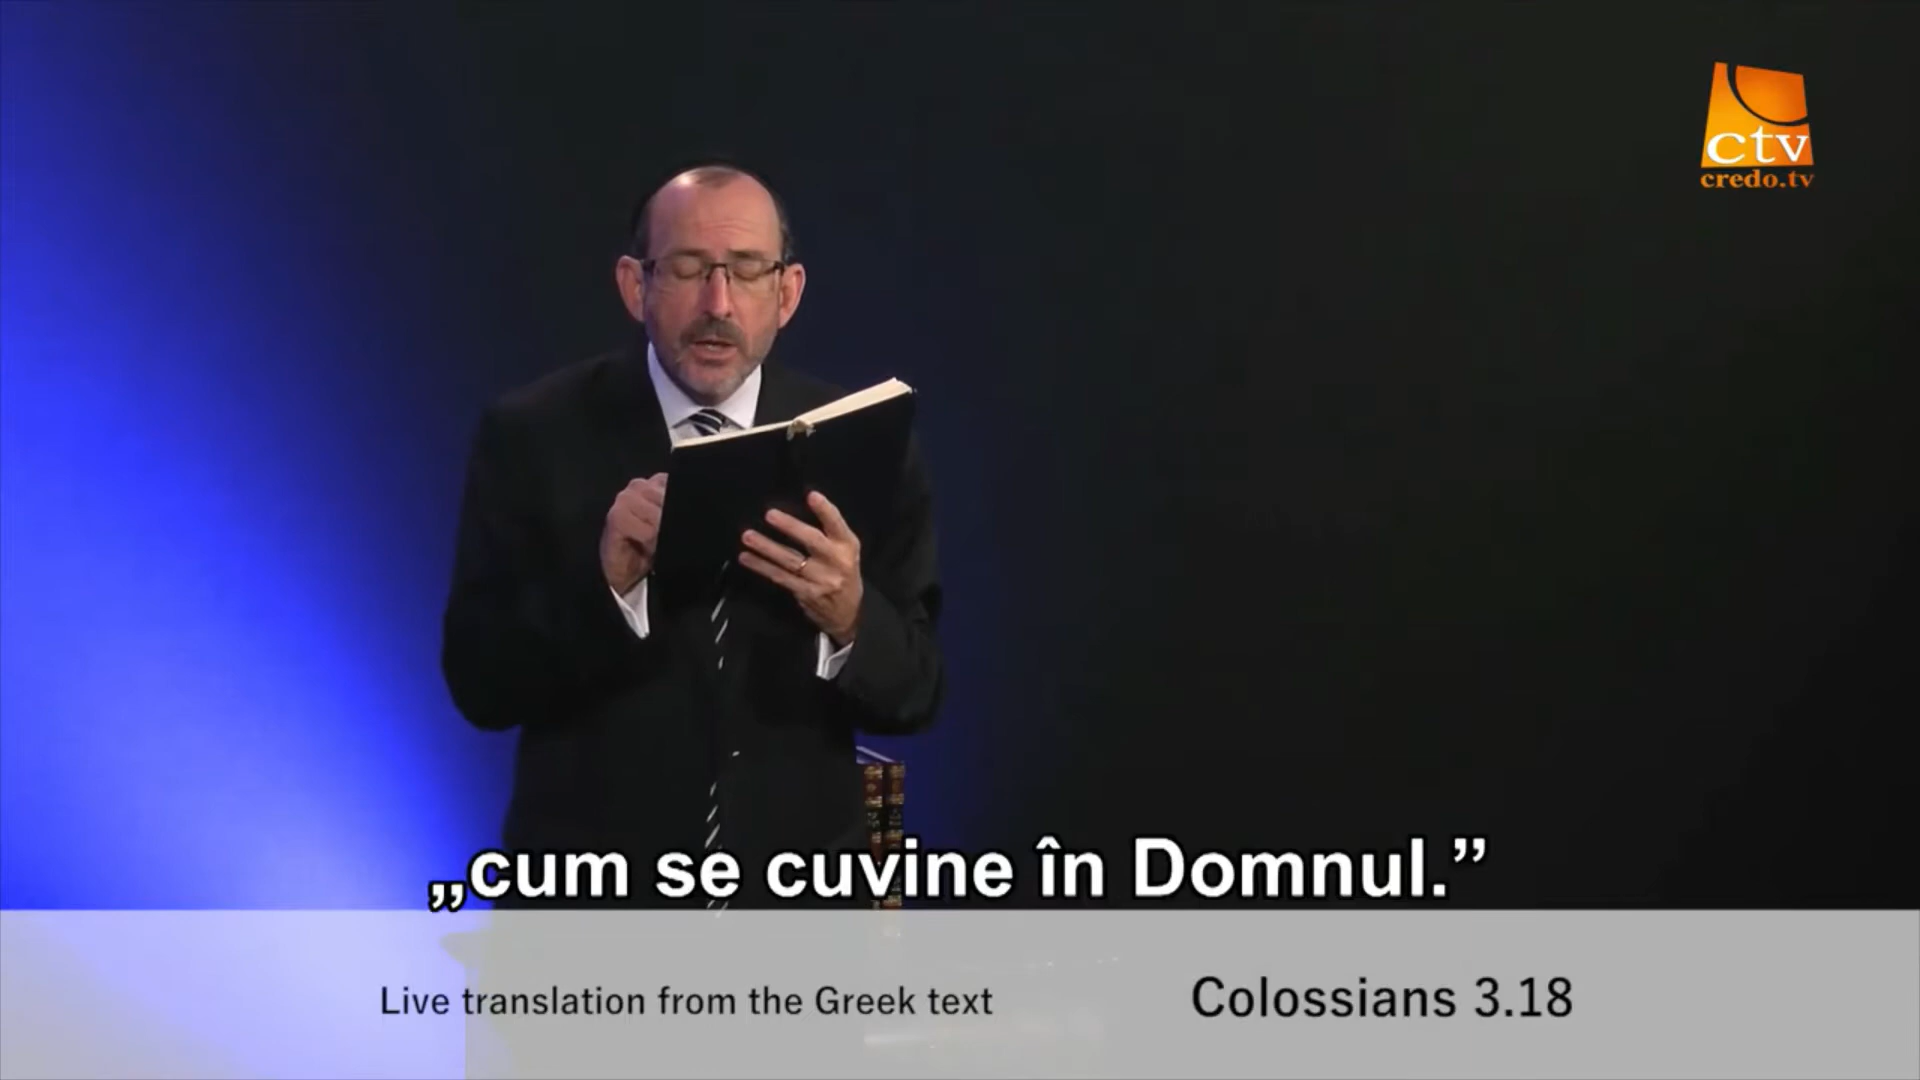 ctv
credo.tv
„cum se cuvine în Domnul.”
Live translation from the Greek text
Colossians 3.18